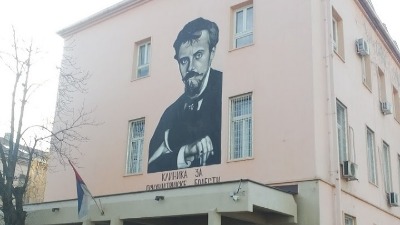 КЛИНИКА ЗА
ПСИХИЈАТРИЈСКЕ БОЛЕСТИ